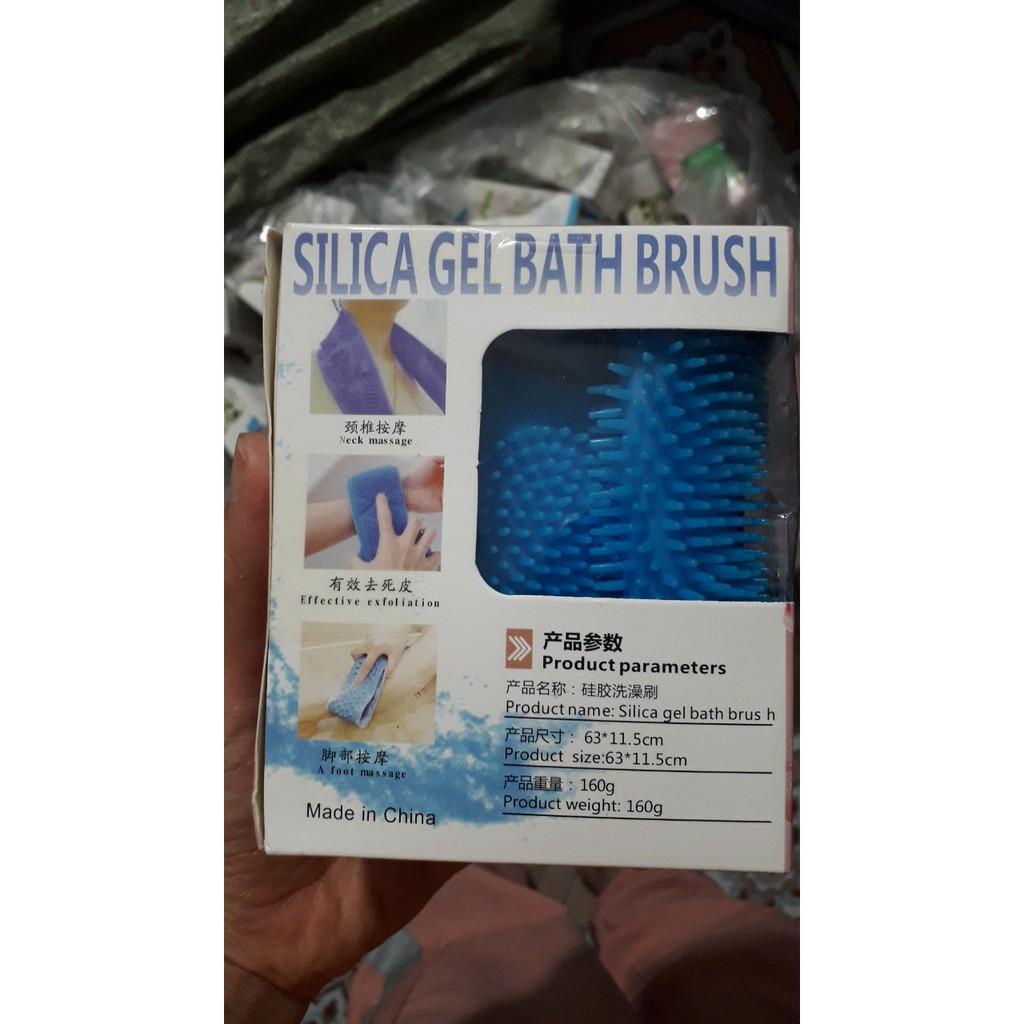 SILICA GEL BATH BRUSH
颈椎按摩
Neck massage
有效去死皮
Effective exfoliation
脚部按摩
A foot massage
Made in China
产品参数
Product parameters
产品名称：硅胶洗澡刷
Product name: Silica gel bath brus h
产品尺寸： 63*11.5cm
Product size:63*11.5cm
产品重量：160g
Product weight: 160g